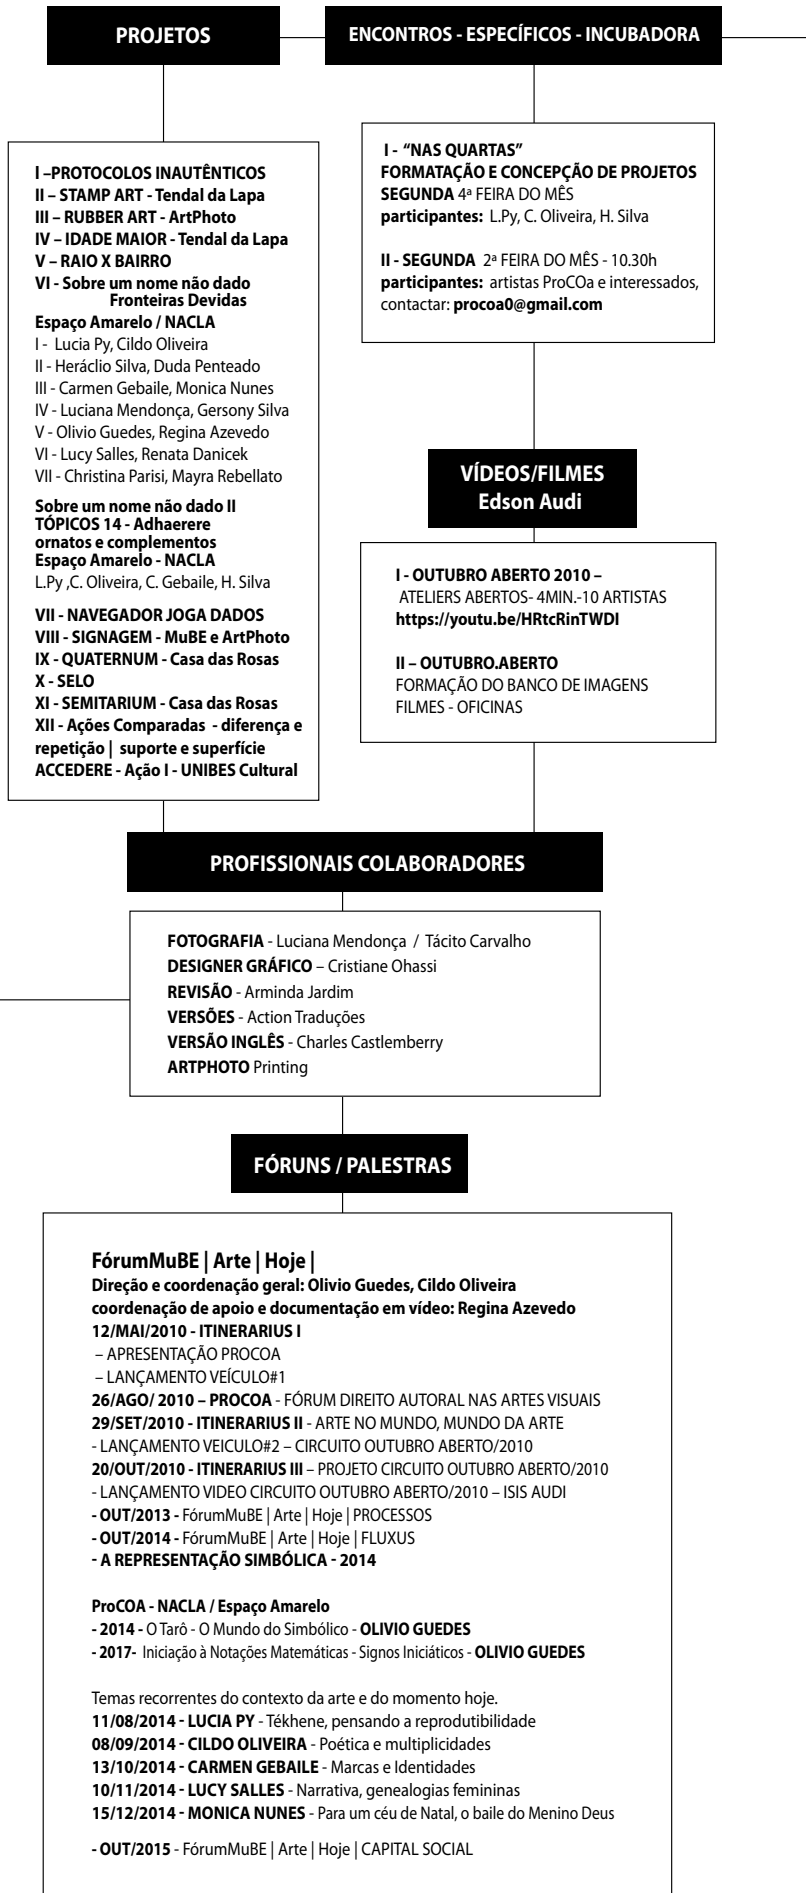 PROJETOS
I –PROTOCOLOS INAUTÊNTICOS
II – STAMP ART - Tendal da Lapa
III – RUBBER ART - ArtPhoto
IV – IDADE MAIOR - Tendal da Lapa
V – RAIO X BAIRRO
VI - Sobre um nome não dado
Fronteiras Devidas
Espaço Amarelo / NACLA
I - Lucia Py, Cildo Oliveira
II - Heráclio Silva, Duda Penteado
III - Carmen Gebaile, Monica Nunes
IV - Luciana Mendonça, Gersony Silva
V - Olivio Guedes, Regina Azevedo
VI - Lucy Salles, Renata Danicek
VII - Christina Parisi, Mayra Rebellato
Sobre um nome não dado II
TÓPICOS 14 - Adhaerere
ornatos e complementos
Espaço Amarelo - NACLA
L.Py ,C. Oliveira, C. Gebaile, H. Silva
VII - NAVEGADOR JOGA DADOS
VIII - SIGNAGEM - MuBE e ArtPhoto
IX - QUATERNUM - Casa das Rosas
X - SELO
XI - SEMITARIUM - Casa das Rosas
XII - Ações Comparadas - diferença e
repetição | suporte e superfície
ACCEDERE - Ação I - UNIBES Cultural
ENCONTROS - ESPECÍFICOS - INCUBADORA
I - “NAS QUARTAS”
FORMATAÇÃO E CONCEPÇÃO DE PROJETOS
SEGUNDA 4ª FEIRA DO MÊS
participantes: L.Py, C. Oliveira, H. Silva
II - SEGUNDA 2ª FEIRA DO MÊS - 10.30h
participantes: artistas ProCOa e interessados,
contactar: procoa0@gmail.com
VÍDEOS/FILMES
Edson Audi
I - OUTUBRO ABERTO 2010 –
ATELIERS ABERTOS- 4MIN.-10 ARTISTAS
https://youtu.be/HRtcRinTWDI
II – OUTUBRO.ABERTO
FORMAÇÃO DO BANCO DE IMAGENS
FILMES - OFICINAS
PROFISSIONAIS COLABORADORES
FOTOGRAFIA - Luciana Mendonça / Tácito Carvalho
DESIGNER GRÁFICO – Cristiane Ohassi
REVISÃO - Arminda Jardim
VERSÕES - Action Traduções
VERSÃO INGLÊS - Charles Castlemberry
ARTPHOTO Printing
FÓRUNS / PALESTRAS
FórumMuBE | Arte | Hoje |
Direção e coordenação geral: Olivio Guedes, Cildo Oliveira
coordenação de apoio e documentação em vídeo: Regina Azevedo
12/MAI/2010 - ITINERARIUS I
– APRESENTAÇÃO PROCOA
– LANÇAMENTO VEÍCULO#1
26/AGO/ 2010 – PROCOA - FÓRUM DIREITO AUTORAL NAS ARTES VISUAIS
29/SET/2010 - ITINERARIUS II - ARTE NO MUNDO, MUNDO DA ARTE
- LANÇAMENTO VEICULO#2 – CIRCUITO OUTUBRO ABERTO/2010
20/OUT/2010 - ITINERARIUS III – PROJETO CIRCUITO OUTUBRO ABERTO/2010
- LANÇAMENTO VIDEO CIRCUITO OUTUBRO ABERTO/2010 – ISIS AUDI
- OUT/2013 - FórumMuBE | Arte | Hoje | PROCESSOS
- OUT/2014 - FórumMuBE | Arte | Hoje | FLUXUS
- A REPRESENTAÇÃO SIMBÓLICA - 2014
ProCOA - NACLA / Espaço Amarelo
- 2014 - O Tarô - O Mundo do Simbólico - OLIVIO GUEDES
- 2017- Iniciação à Notações Matemáticas - Signos Iniciáticos - OLIVIO GUEDES
Temas recorrentes do contexto da arte e do momento hoje.
11/08/2014 - LUCIA PY - Tékhene, pensando a reprodutibilidade
08/09/2014 - CILDO OLIVEIRA - Poética e multiplicidades
13/10/2014 - CARMEN GEBAILE - Marcas e Identidades
10/11/2014 - LUCY SALLES - Narrativa, genealogias femininas
15/12/2014 - MONICA NUNES - Para um céu de Natal, o baile do Menino Deus
- OUT/2015 - FórumMuBE | Arte | Hoje | CAPITAL SOCIAL